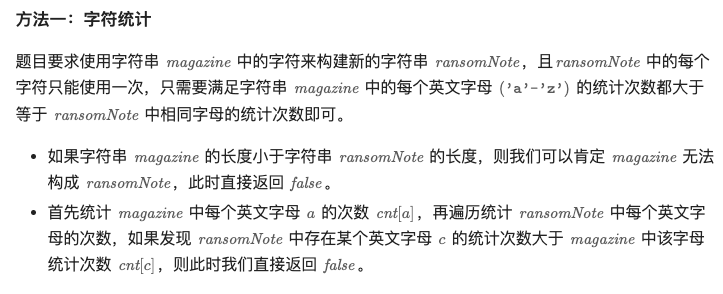 方法一：字符统计
题目要求使用字符串 magazine 中的字符来构建新的字符串 ransomNote，且ransomNote 中的每个
字符只能使用一次，只需要满足字符串 magazine 中的每个英文字母 ('a'-'z') 的统计次数都大于
等于 ransomNote 中相同字母的统计次数即可。
• 如果字符串 magazine 的长度小于字符串 ransomNote 的长度，则我们可以肯定 magazine 无法
构成 ransomNote，此时直接返回 false。
• 首先统计 magazine 中每个英文字母 a 的次数 cnt[a]，再遍历统计 ransomNote 中每个英文字
母的次数，如果发现 ransomNote 中存在某个英文字母 c 的统计次数大于 magazine 中该字母
统计次数 cnt[c]，则此时我们直接返回 false。